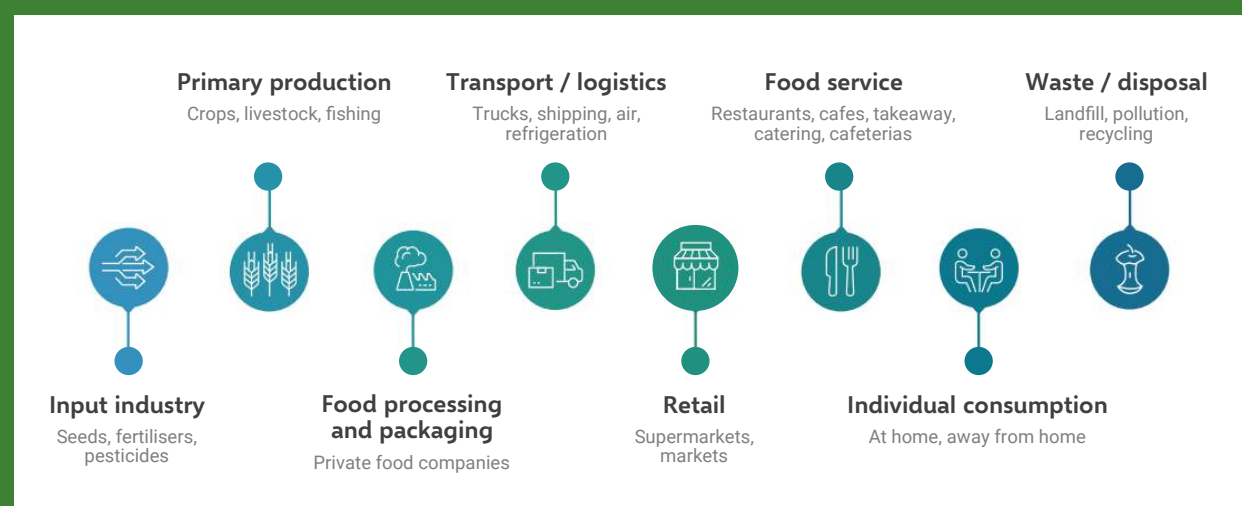 Primary production
Crops, livestock, fishing
Transport / logistics
Trucks, shipping, air,
refrigeration
Food service
Restaurants, cafes, takeaway,
catering, cafeterias
Waste / disposal
Landfill, pollution,
recycling
Input industry
Seeds, fertilisers,
pesticides
Food processing
and packaging
Private food companies
Retail
Supermarkets,
markets
Individual consumption
At home, away from home